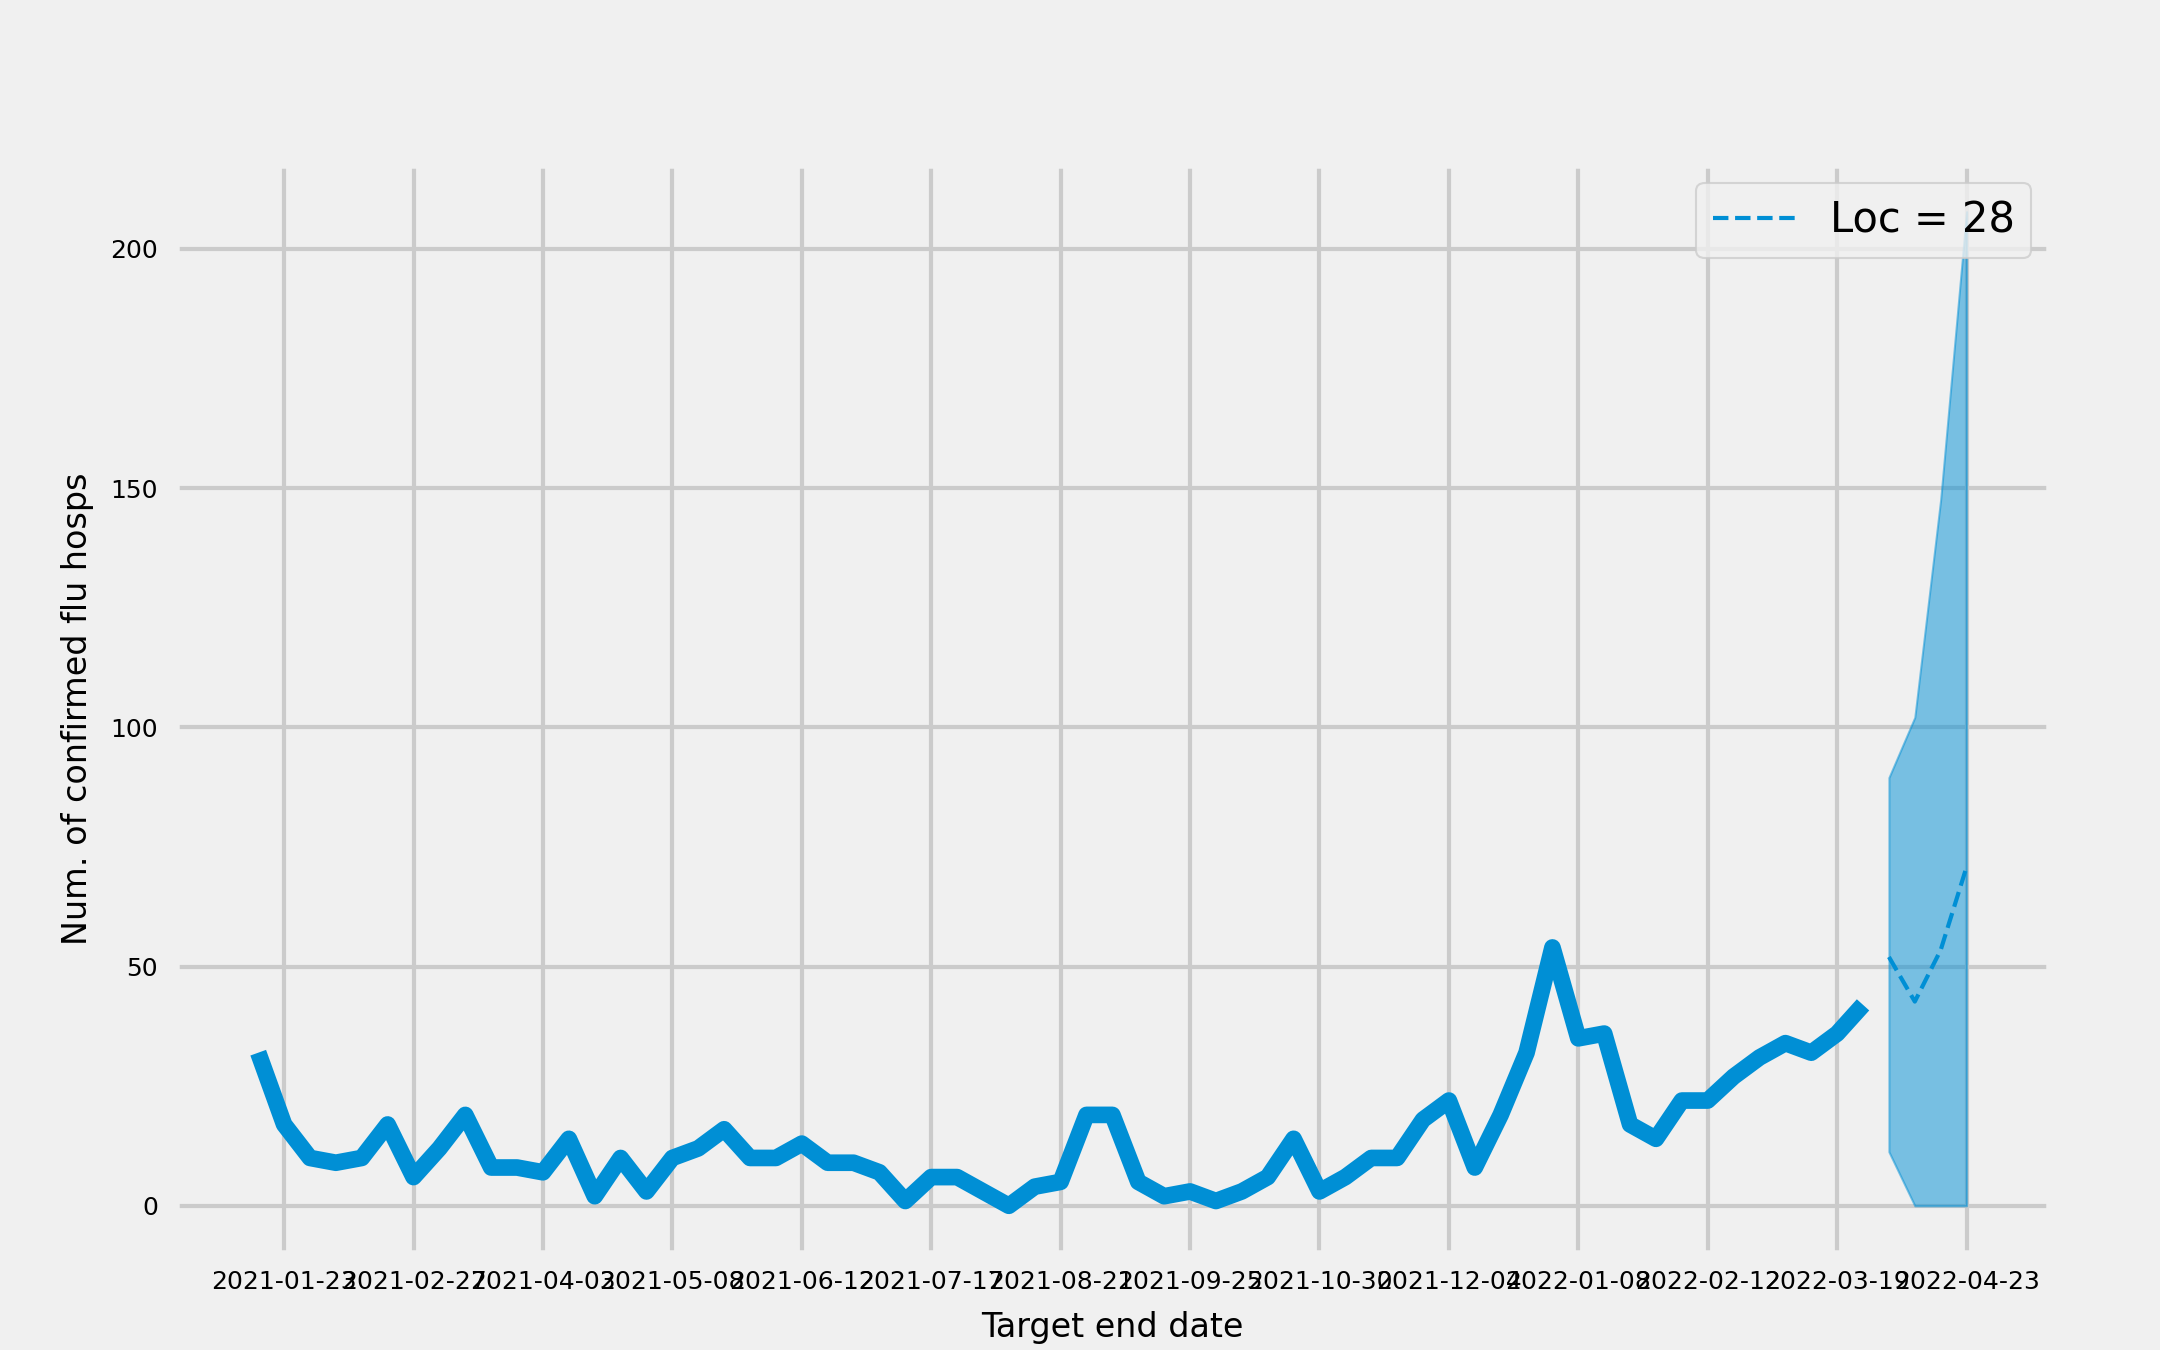 Loc = 28
200
150
100
50
0
Num. of confirmed flu hosps
2021-01-23 2021-02-27 2021-04-03 2021-05-08 2021-06-12 2021-07-17 2021-08-21 2021-09-25 2021-10-30 2021-12-04 2022-01-08 2022-02-12 2022-03-19 2022-04-23
Target end date